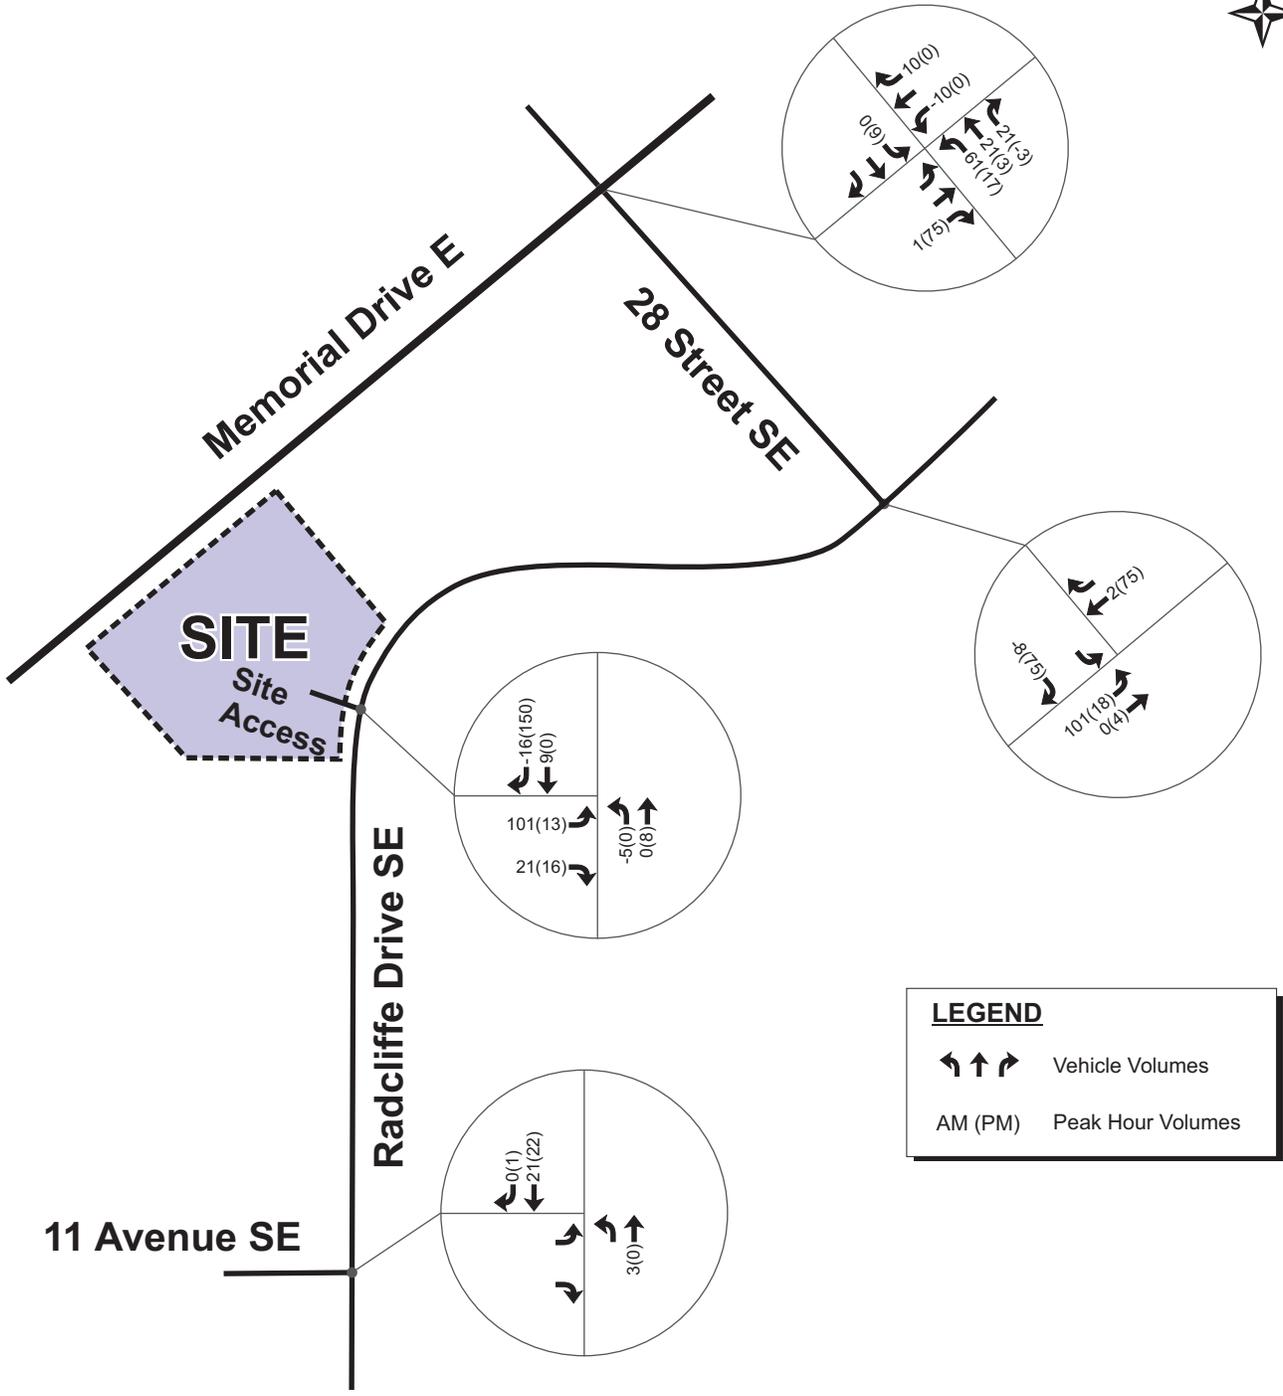 10(0)
-10(0)
0(9)
21(-3)
21(3)
61(17)
1(75)
Memorial Drive E
28 Street SE
2(75)
-8(75)
101(18)
0(4)
SITE
Site
Access
-16(150)
9(0)
101(13)
21(16)
-5(0)
0(8)
Radcliffe Drive SE
LEGEND
Vehicle Volumes
AM (PM) Peak Hour Volumes
0(1)
21(22)
3(0)
11 Avenue SE